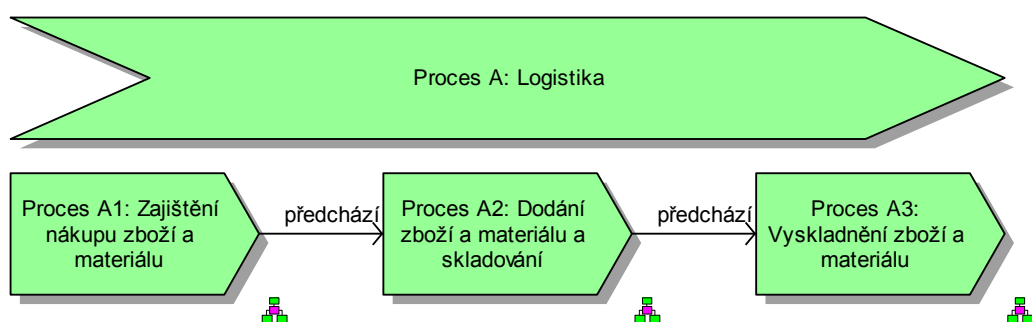 Proces A: Logistika
Proces A1: Zajištění
nákupu zboží a
materiálu
předchází
Proces A2: Dodání
zboží a materiálu a
skladování
předchází
Proces A3:
Vyskladnění zboží a
materiálu